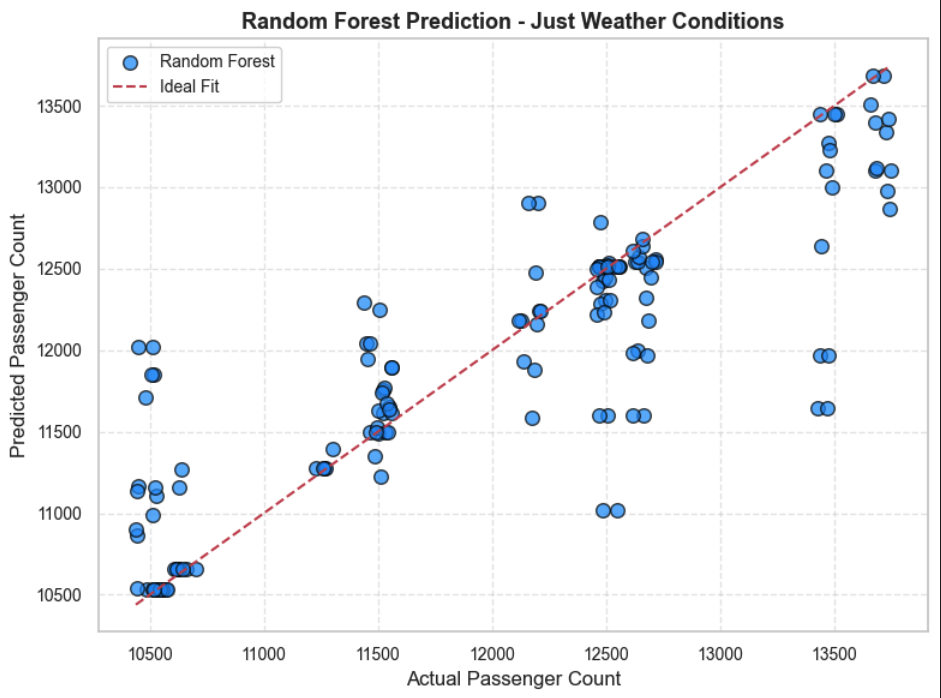 Random Forest Prediction - Just Weather Conditions
Random Forest
Ideal Fit
13500
13000
12500
12000
11500
11000
10500
Predicted Passenger Count
10500 11000 11500 12000 12500 13000 13500
Actual Passenger Count